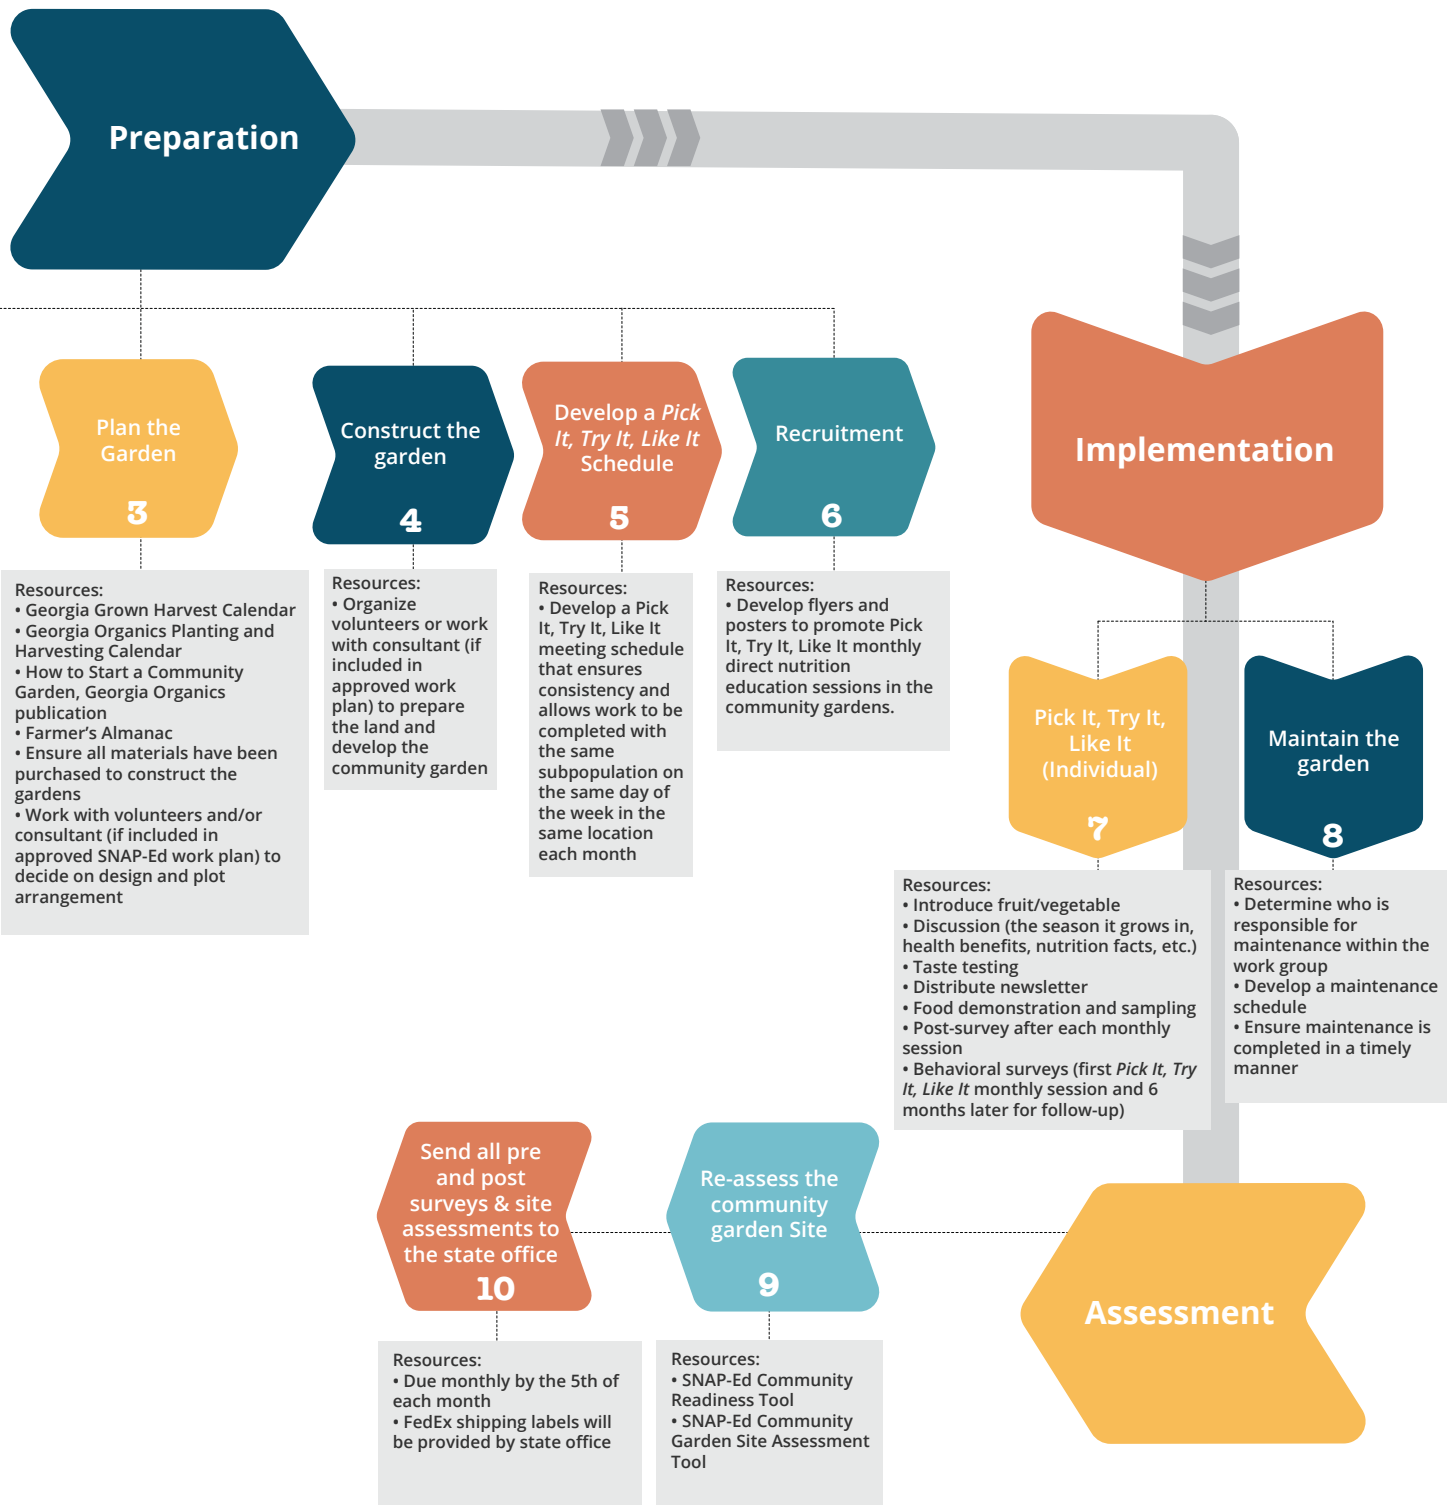 Preparation
Plan the
Garden
3
Construct the
garden
4
Develop a Pick
It, Try It, Like It
Schedule
5
Recruitment
6
Implementation
Resources:
• Georgia Grown Harvest Calendar
• Georgia Organics Planting and
Harvesting Calendar
• How to Start a Community
Garden, Georgia Organics
publication
• Farmer’s Almanac
• Ensure all materials have been
purchased to construct the
gardens
• Work with volunteers and/or
consultant (if included in
approved SNAP-Ed work plan) to
decide on design and plot
arrangement
Resources:
• Organize
volunteers or work
with consultant (if
included in
approved work
plan) to prepare
the land and
develop the
community garden
Resources:
• Develop a Pick
It, Try It, Like It
meeting schedule
that ensures
consistency and
allows work to be
completed with
the same
subpopulation on
the same day of
the week in the
same location
each month
Resources:
• Develop flyers and
posters to promote Pick
It, Try It, Like It monthly
direct nutrition
education sessions in the
community gardens.
Pick It, Try It,
Like It
(Individual)
7
Maintain the
garden
8
Resources:
• Introduce fruit/vegetable
• Discussion (the season it grows in,
health benefits, nutrition facts, etc.)
• Taste testing
• Distribute newsletter
• Food demonstration and sampling
• Post-survey after each monthly
session
• Behavioral surveys (first Pick It, Try
It, Like It monthly session and 6
months later for follow-up)
Resources:
• Determine who is
responsible for
maintenance within the
work group
• Develop a maintenance
schedule
• Ensure maintenance is
completed in a timely
manner
Send all pre
and post
surveys & site
assessments to
the state office
10
Re-assess the
community
garden Site
9
Assessment
Resources:
• Due monthly by the 5th of
each month
• FedEx shipping labels will
be provided by state office
Resources:
• SNAP-Ed Community
Readiness Tool
• SNAP-Ed Community
Garden Site Assessment
Tool